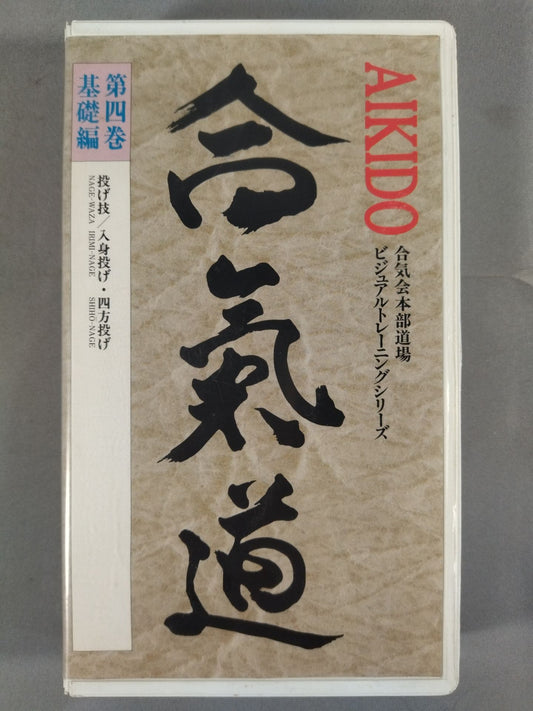 AIKIDO
合気会本部道場
ビジュアルトレーニングシリーズ
合氣道
第四巻
基礎編
投げ技／入身投げ・四方投げ
NAGE-WAZA IRIMI-NAGE SHIHŌ-NAGE